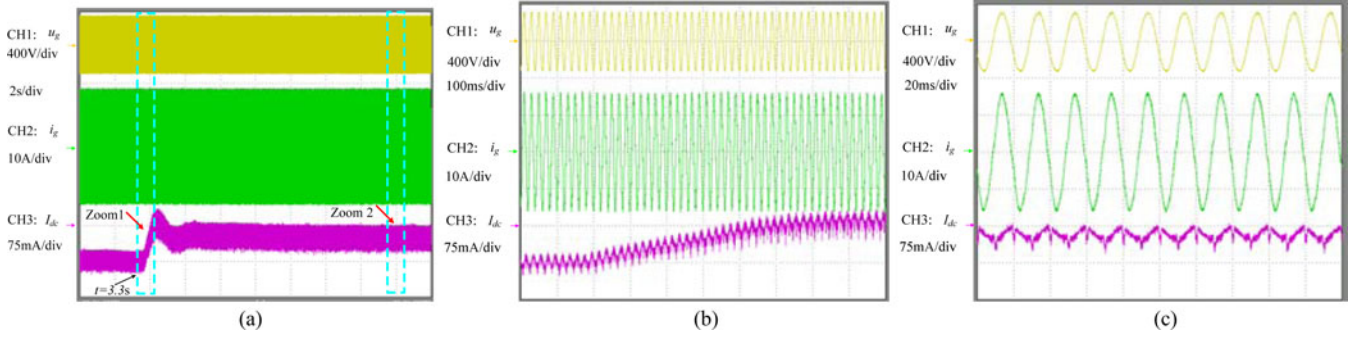 CH1: ug
400V/div
2s/div
CH2: ig
10A/div
CH3: Idc
75mA/div
Zoom1
Zoom 2
t=3.3s
(a)
CH1: ug
400V/div
100ms/div
CH2: ig
10A/div
CH3: Idc
75mA/div
(b)
CH1: ug
400V/div
20ms/div
CH2: ig
10A/div
CH3: Idc
75mA/div
(c)